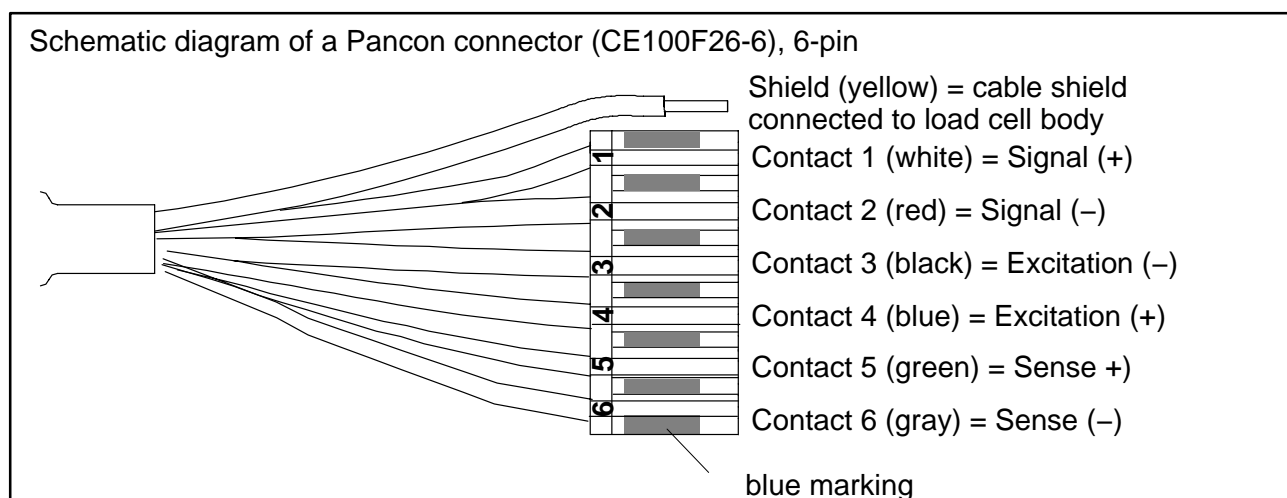 Schematic diagram of a Pancon connector (CE100F26-6), 6-pin
Shield (yellow) = cable shield
connected to load cell body
1
Contact 1 (white) = Signal (+)
2
Contact 2 (red) = Signal (−)
3
Contact 3 (black) = Excitation (−)
4
Contact 4 (blue) = Excitation (+)
5
Contact 5 (green) = Sense +)
6
Contact 6 (gray) = Sense (−)
blue marking